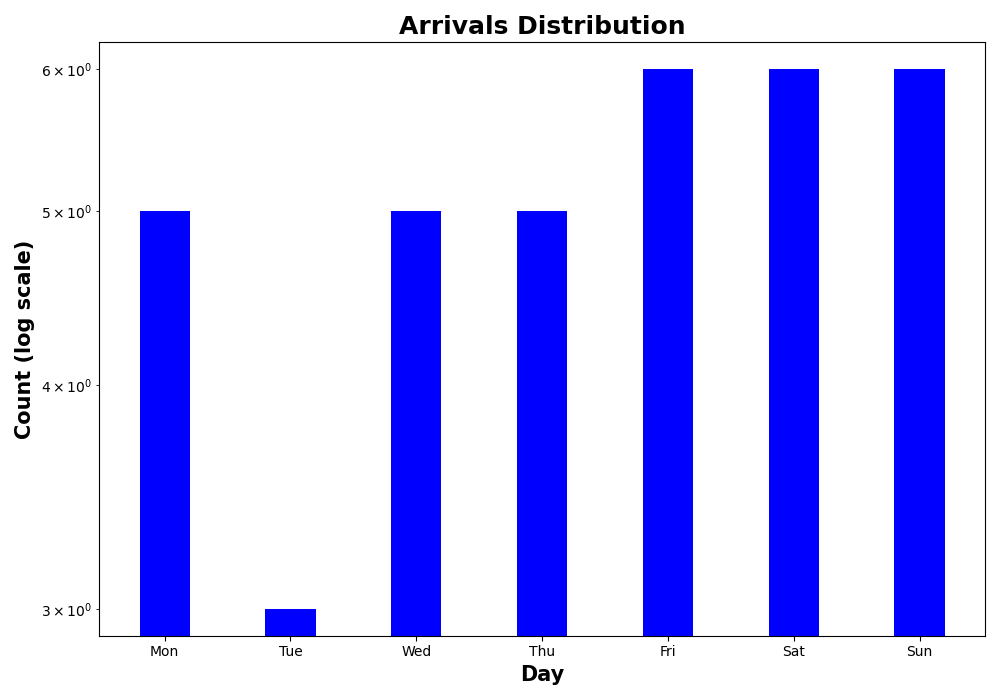 Arrivals Distribution
Count (log scale)
6 × 10⁰
5 × 10⁰
4 × 10⁰
3 × 10⁰
Mon Tue Wed Thu Fri Sat Sun
Day